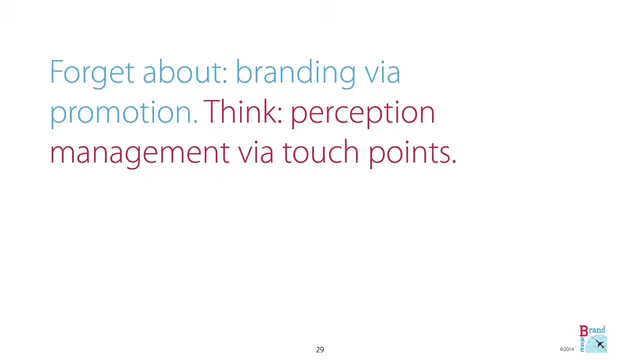 Forget about: branding via
promotion. Think: perception
management via touch points.
29
©2014
Brand